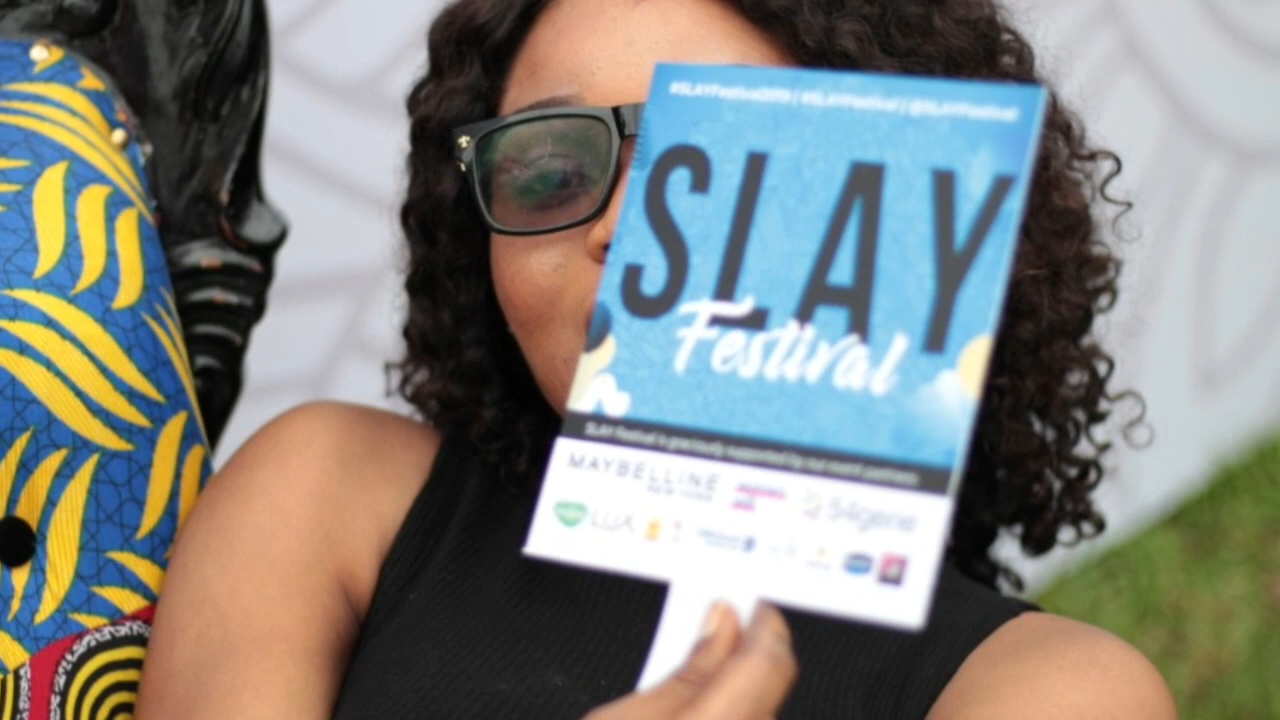 #SLAYFestival2019 | #SLAYFestival | @SLAYFestival
SLAY
Festival
SLAY Festival is graciously supported by our event partners
MAYBELLINE
NEW YORK
54gene
LUX